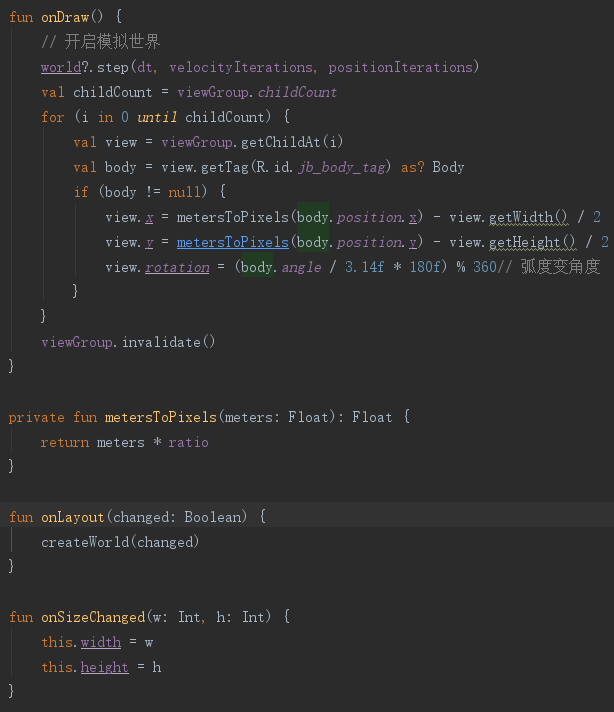 fun onDraw() {
    // 开启模拟世界
    world?.step(dt, velocityIterations, positionIterations)
    val childCount = viewGroup.childCount
    for (i in 0 until childCount) {
        val view = viewGroup.getChildAt(i)
        val body = view.getTag(R.id.jb_body_tag) as? Body
        if (body != null) {
            view.x = metersToPixels(body.position.x) - view.getWidth() / 2
            view.y = metersToPixels(body.position.y) - view.getHeight() / 2
            view.rotation = (body.angle / 3.14f * 180f) % 360// 弧度变角度
        }
    }
    viewGroup.invalidate()
}

private fun metersToPixels(meters: Float): Float {
    return meters * ratio
}

fun onLayout(changed: Boolean) {
    createWorld(changed)
}

fun onSizeChanged(w: Int, h: Int) {
    this.width = w
    this.height = h
}